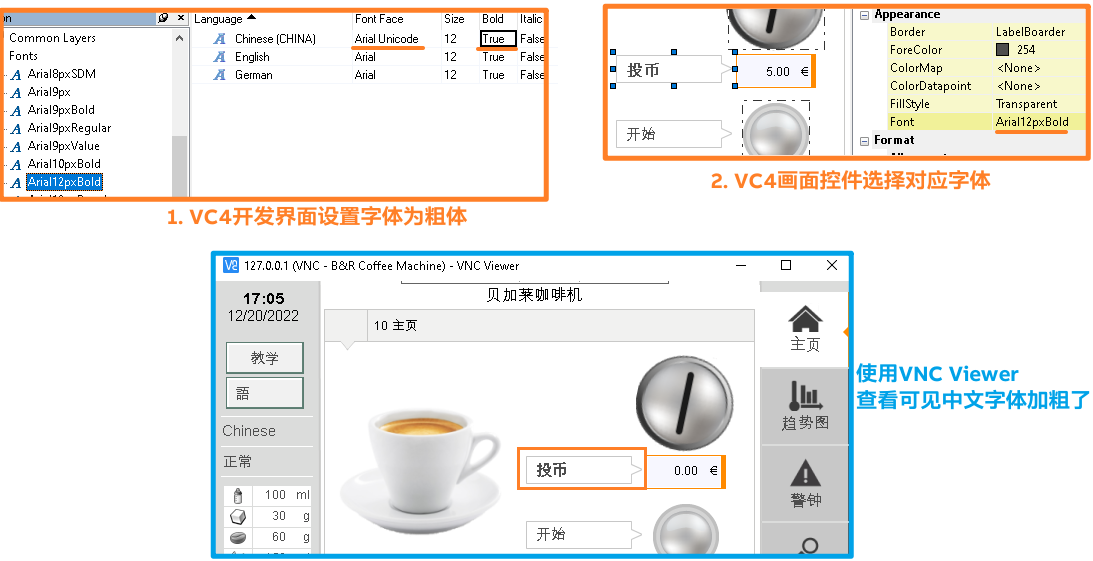 on
Common Layers
Fonts
Arial8pxSDM
Arial9px
Arial9pxBold
Arial9pxRegular
Arial9pxValue
Arial10pxBold
Arial12pxBold
Language Font Face Size Bold Italic
Chinese (CHINA) Arial Unicode 12 True False
English Arial 12 True False
German Arial 12 True False
1. VC4开发界面设置字体为粗体
投币
5.00 €
开始
Appearance
Border LabelBoarder
ForeColor 254
ColorMap <None>
ColorDatapoint <None>
FillStyle Transparent
Font Arial12pxBold
Format
2. VC4画面控件选择对应字体
V2 127.0.0.1 (VNC - B&R Coffee Machine) - VNC Viewer
17:05
12/20/2022
教学
語
Chinese
正常
100 ml
30 g
60 g
贝加莱咖啡机
10 主页
投币
0.00 €
开始
主页
趋势图
警钟
使用VNC Viewer
查看可见中文字体加粗了